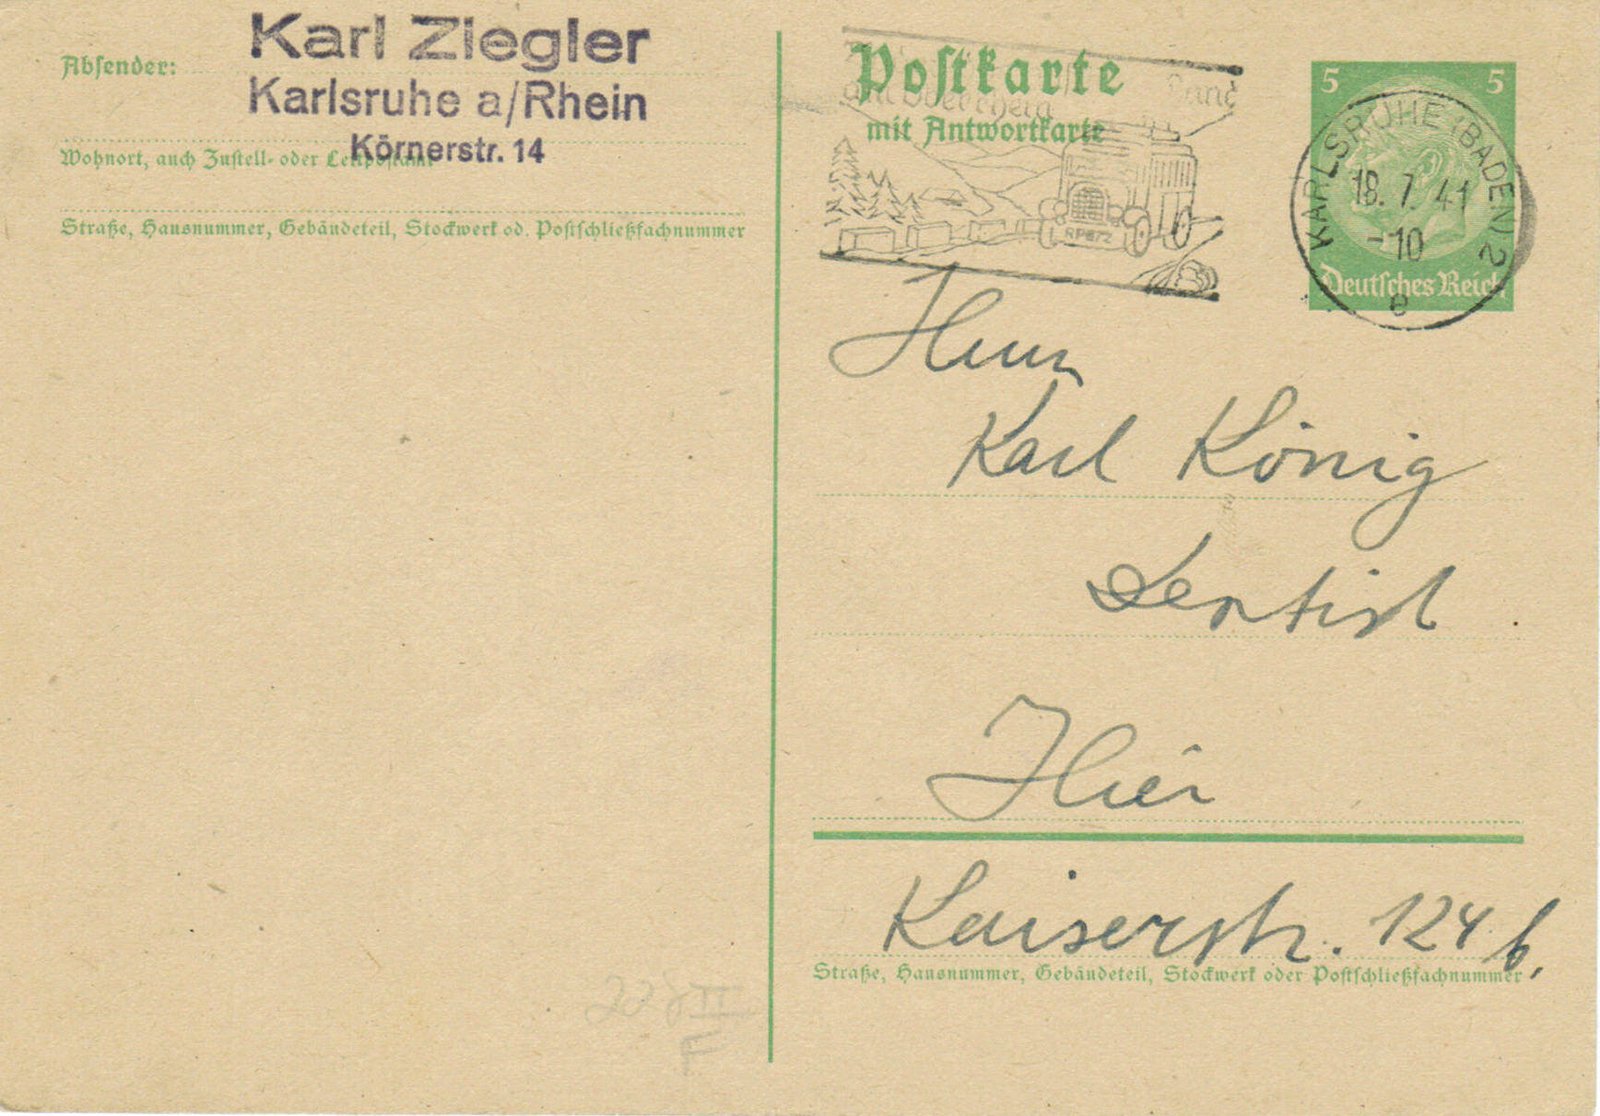 Karl Ziegler
Absender:
Karlsruhe a/Rhein
Körnerstr. 14
Wohnort, auch Zustell- oder Leitpostamt
Straße, Hausnummer, Gebäudeteil, Stockwerk od. Postschließfachnummer
Postkarte
mit Antwortkarte
5 5
Deutsches Reich
KARLSRUHE (BADEN) 2
18. 7. 41
-10
e
Herrn
Karl König
Dentist
Hier
Kaiserstr. 124 b,
Straße, Hausnummer, Gebäudeteil, Stockwerk oder Postschließfachnummer
F